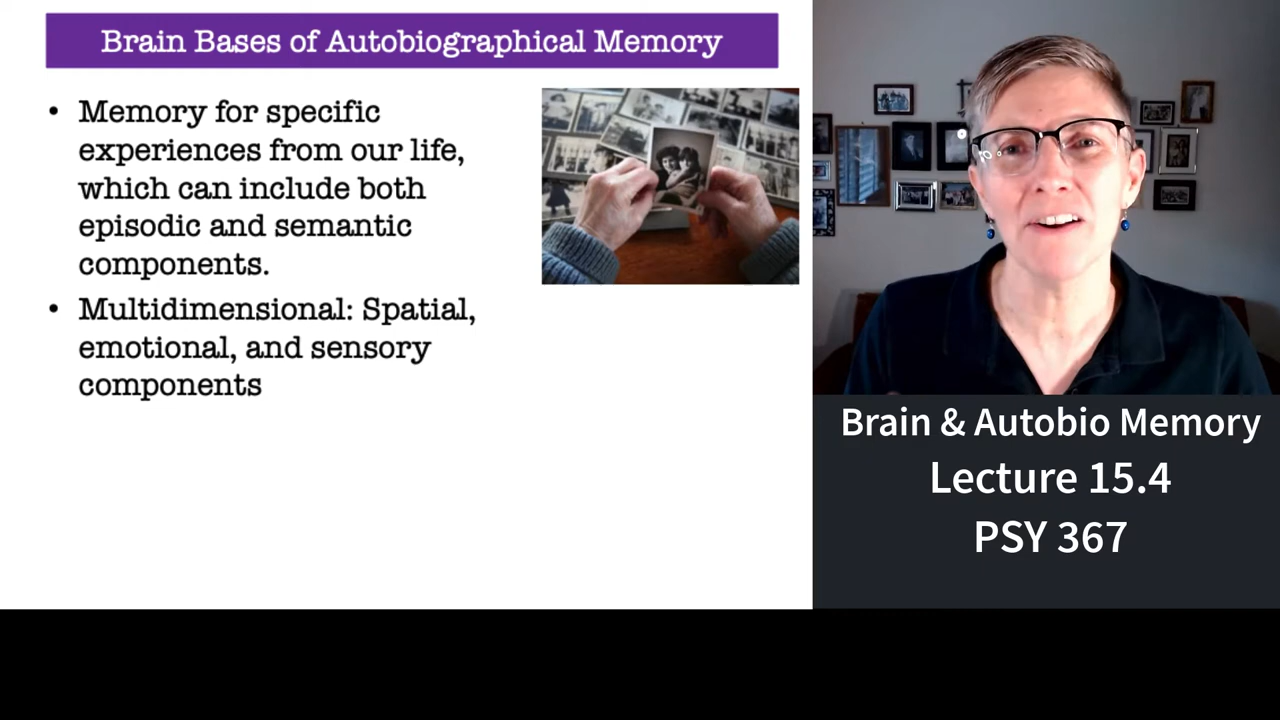 Brain Bases of Autobiographical Memory
• Memory for specific
experiences from our life,
which can include both
episodic and semantic
components.
• Multidimensional: Spatial,
emotional, and sensory
components
Brain & Autobio Memory
Lecture 15.4
PSY 367